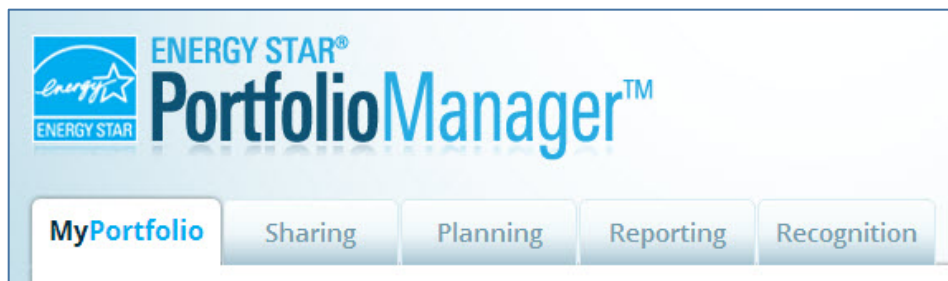 energy
ENERGY STAR
ENERGY STAR®
PortfolioManager™
MyPortfolio
Sharing
Planning
Reporting
Recognition